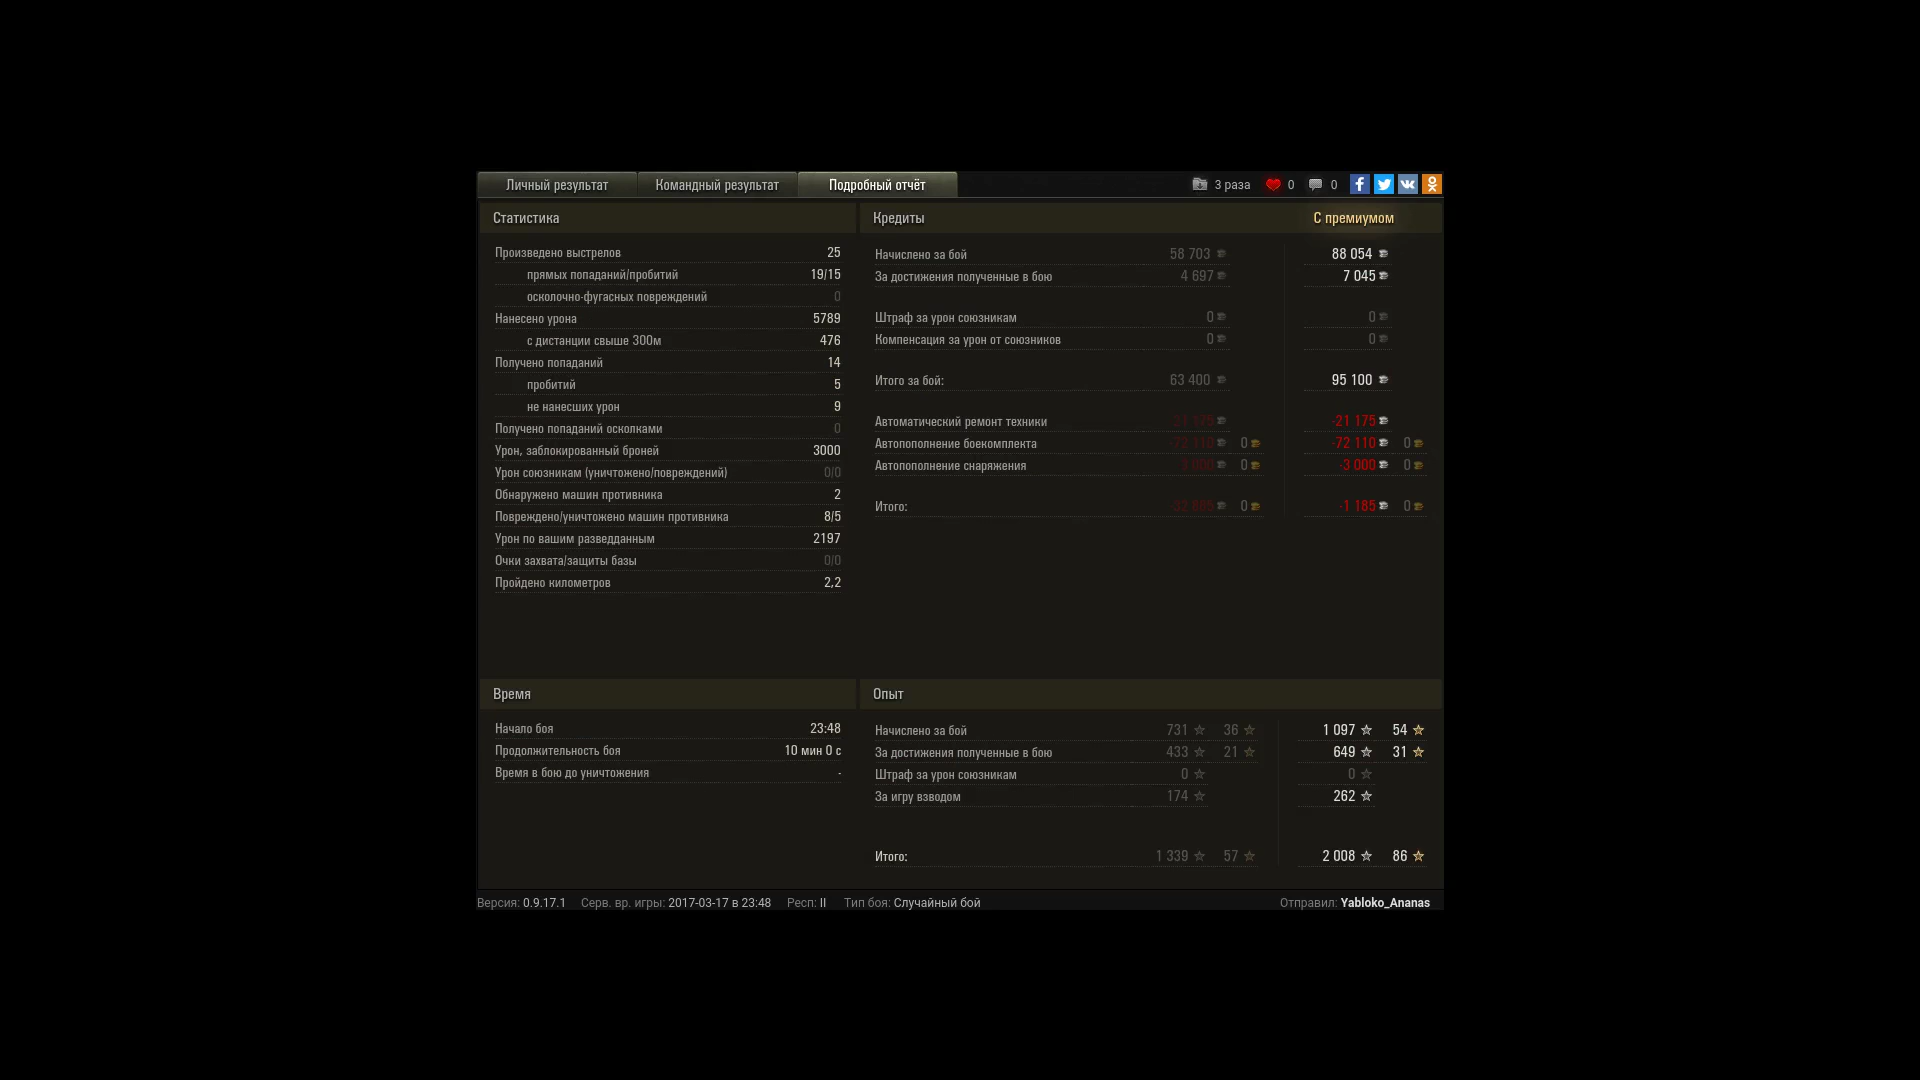 Личный результат Командный результат Подробный отчёт 3 раза 0 0
Статистика
Произведено выстрелов 25
прямых попаданий/пробитий 19/15
осколочно-фугасных повреждений 0
Нанесено урона 5789
с дистанции свыше 300м 476
Получено попаданий 14
пробитий 5
не нанесших урон 9
Получено попаданий осколками 0
Урон, заблокированный броней 3000
Урон союзникам (уничтожено/повреждений) 0/0
Обнаружено машин противника 2
Повреждено/уничтожено машин противника 8/5
Урон по вашим разведданным 2197
Очки захвата/защиты базы 0/0
Пройдено километров 2,2
Кредиты С премиумом
Начислено за бой 58 703 88 054
За достижения полученные в бою 4 697 7 045
Штраф за урон союзникам 0 0
Компенсация за урон от союзников 0 0
Итого за бой: 63 400 95 100
Автоматический ремонт техники -21 175 -21 175
Автопополнение боекомплекта -72 110 0 -72 110 0
Автопополнение снаряжения -3 000 0 -3 000 0
Итого: -32 885 0 -1 185 0
Время
Начало боя 23:48
Продолжительность боя 10 мин 0 с
Время в бою до уничтожения -
Опыт
Начислено за бой 731 36 1 097 54
За достижения полученные в бою 433 21 649 31
Штраф за урон союзникам 0 0
За игру взводом 174 262
Итого: 1 339 57 2 008 86
Версия: 0.9.17.1 Серв. вр. игры: 2017-03-17 в 23:48 Респ: II Тип боя: Случайный бой Отправил: Yabloko_Ananas